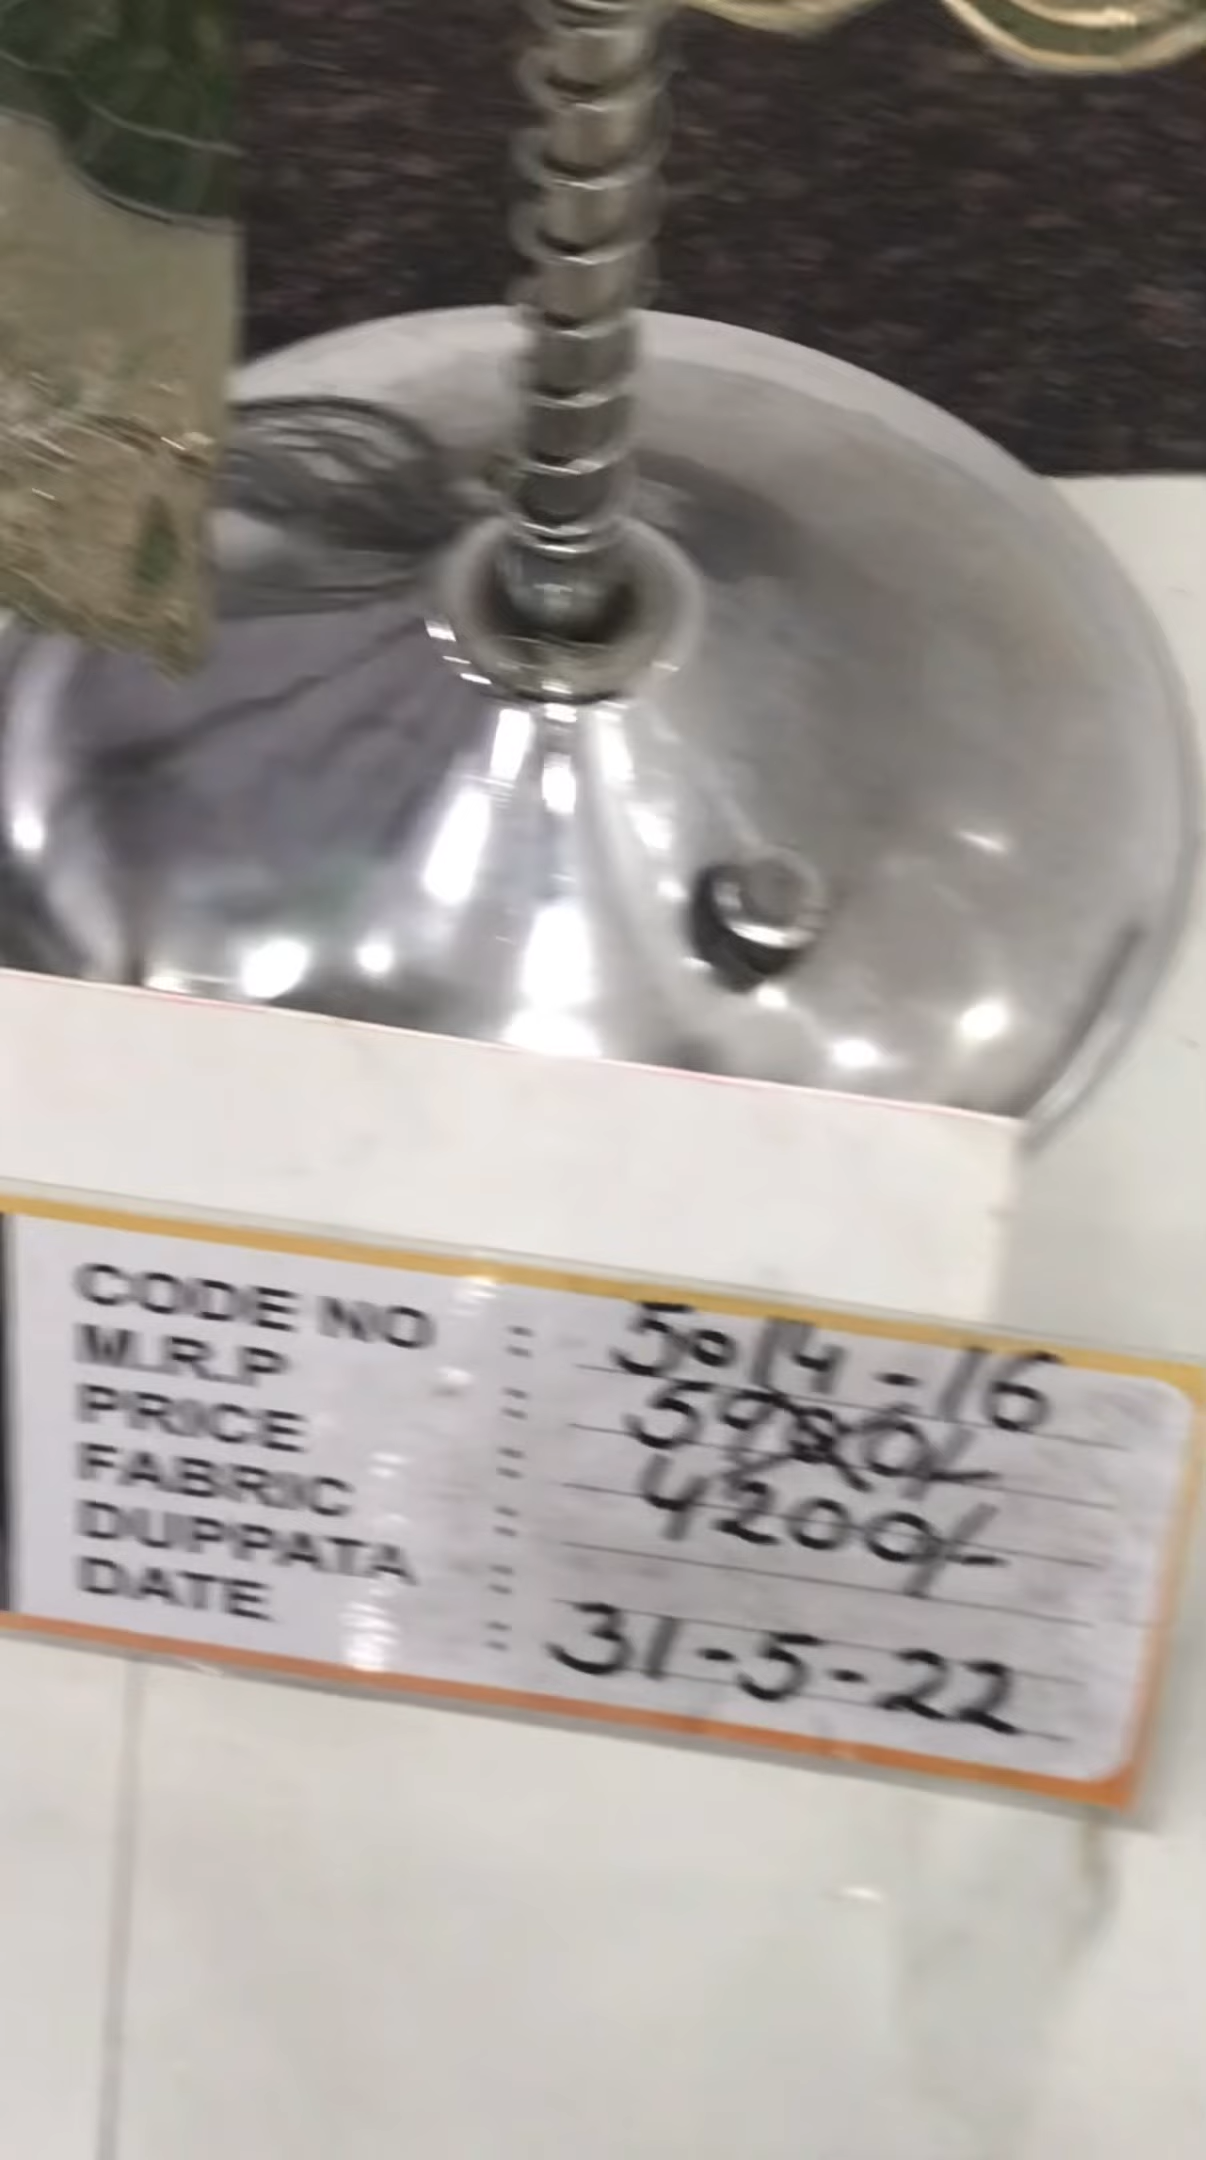 CODE NO : 5014-16
M.R.P :
PRICE : 4200/-
FABRIC :
DUPPATA :
DATE : 31-5-22